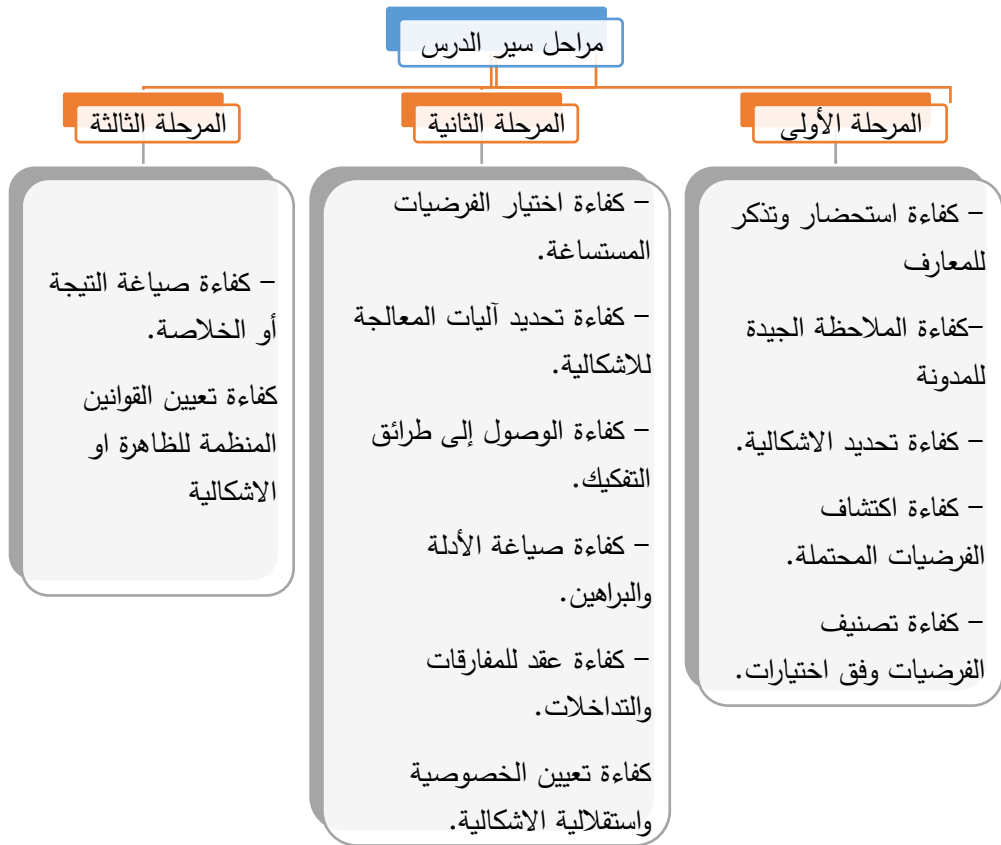 مراحل سير الدرس
المرحلة الأولى
– كفاءة استحضار وتذكر
للمعارف
–كفاءة الملاحظة الجيدة
للمدونة
– كفاءة تحديد الاشكالية.
– كفاءة اكتشاف
الفرضيات المحتملة.
– كفاءة تصنيف
الفرضيات وفق اختيارات.
المرحلة الثانية
– كفاءة اختيار الفرضيات
المستساغة.
– كفاءة تحديد آليات المعالجة
للاشكالية.
– كفاءة الوصول إلى طرائق
التفكيك.
– كفاءة صياغة الأدلة
والبراهين.
– كفاءة عقد للمفارقات
والتداخلات.
كفاءة تعيين الخصوصية
واستقلالية الاشكالية.
المرحلة الثالثة
– كفاءة صياغة التيجة
أو الخلاصة.
كفاءة تعيين القوانين
المنظمة للظاهرة او
الاشكالية